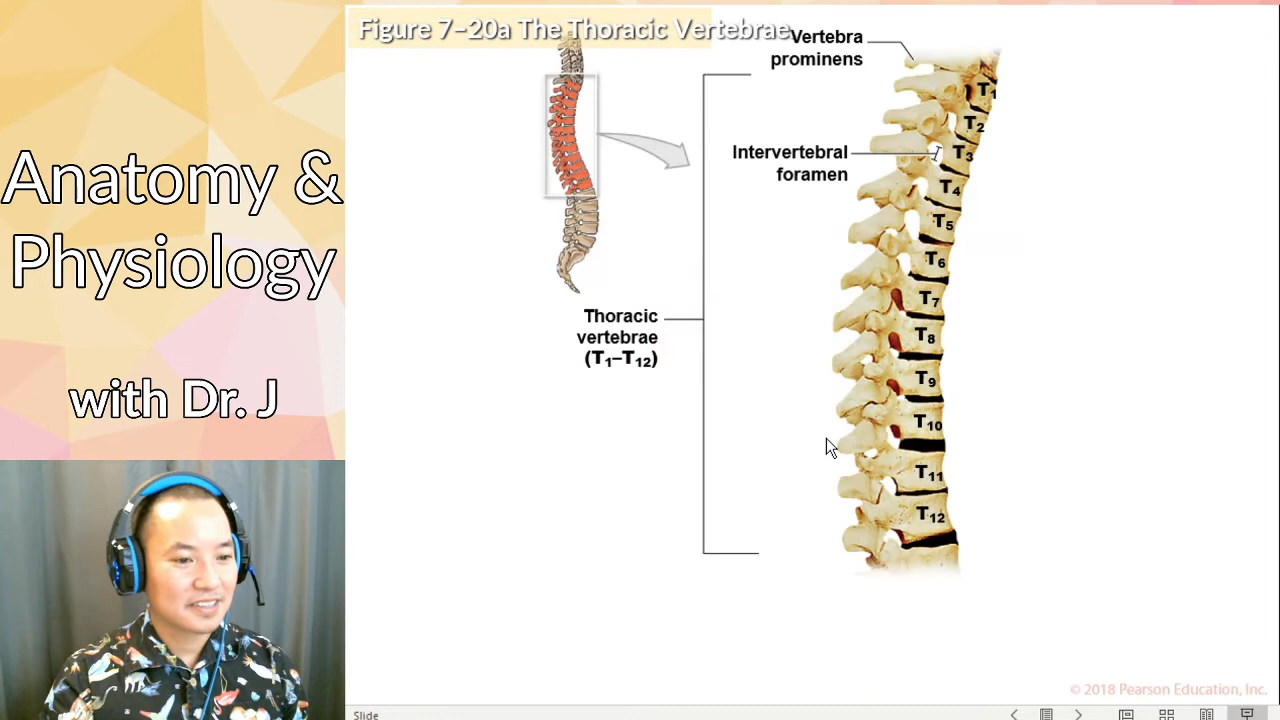 Anatomy &
Physiology
with Dr. J
Figure 7–20a The Thoracic Vertebrae
Vertebra
prominens
Intervertebral
foramen
Thoracic
vertebrae
(T₁–T₁₂)
T₁
T₂
T₃
T₄
T₅
T₆
T₇
T₈
T₉
T₁₀
T₁₁
T₁₂
© 2018 Pearson Education, Inc.
Slide